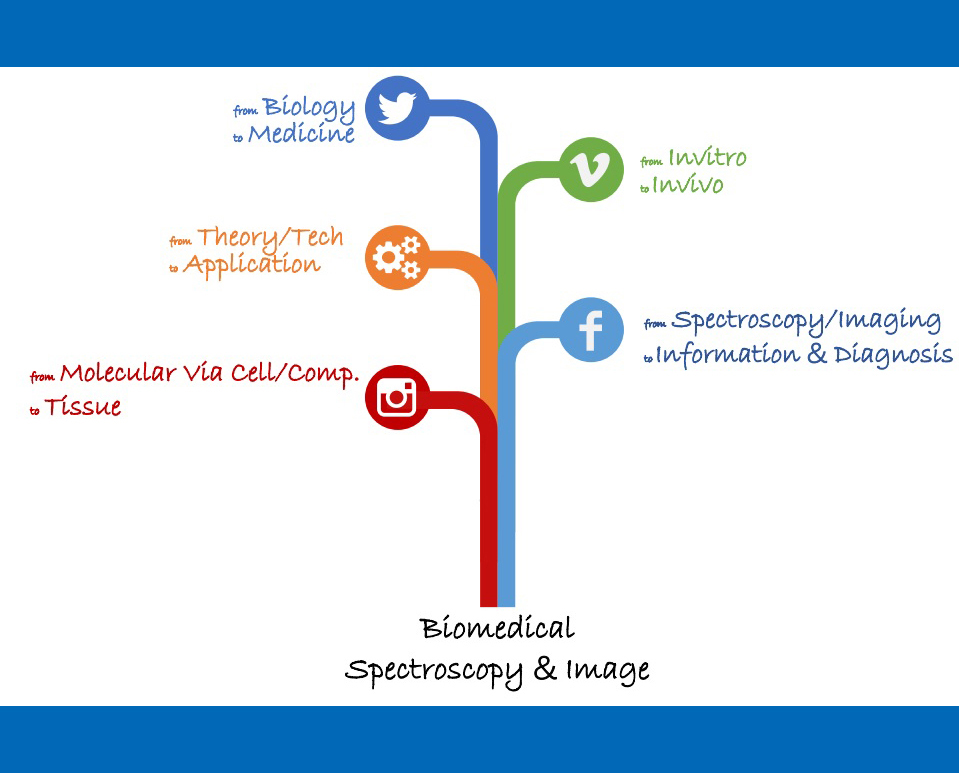 from Biology
to Medicine
from Invitro
to Invivo
from Theory/Tech
to Application
from Spectroscopy/Imaging
to Information & Diagnosis
from Molecular Via Cell/Comp.
to Tissue
Biomedical
Spectroscopy & Image